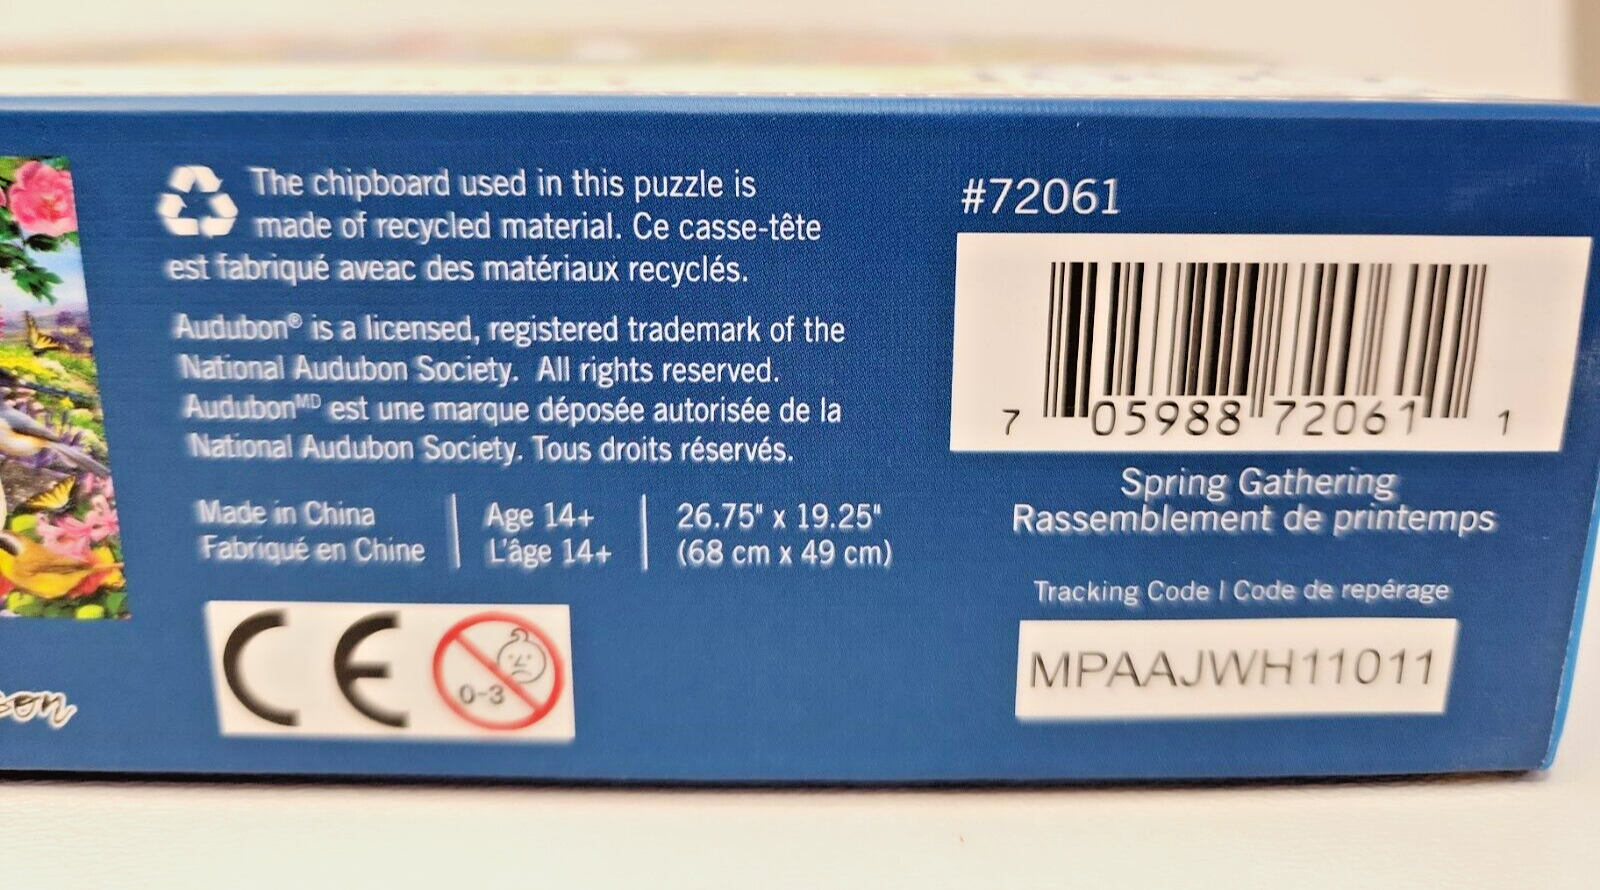 The chipboard used in this puzzle is
made of recycled material. Ce casse-tête
est fabriqué aveac des matériaux recyclés.
Audubon® is a licensed, registered trademark of the
National Audubon Society. All rights reserved.
Audubonᴹᴰ est une marque déposée autorisée de la
National Audubon Society. Tous droits réservés.
Made in China
Fabriqué en Chine
Age 14+
L'âge 14+
26.75" x 19.25"
(68 cm x 49 cm)
CE
0-3
#72061
7 05988 72061 1
Spring Gathering
Rassemblement de printemps
Tracking Code | Code de repérage
MPAAJWH11011